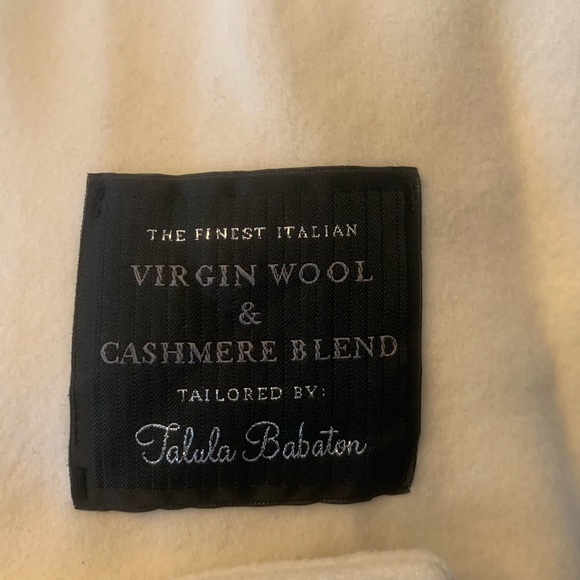 THE FINEST ITALIAN
VIRGIN WOOL
&
CASHMERE BLEND
TAILORED BY:
Talula Babaton